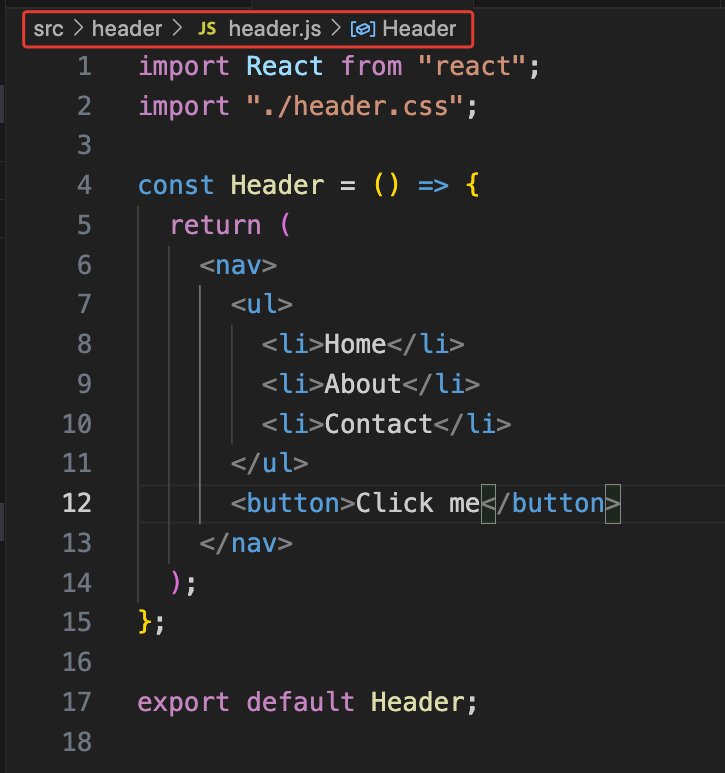 src > header > JS header.js > Header
1 import React from "react";
2 import "./header.css";
3
4 const Header = () => {
5   return (
6     <nav>
7       <ul>
8         <li>Home</li>
9         <li>About</li>
10         <li>Contact</li>
11       </ul>
12       <button>Click me</button>
13     </nav>
14   );
15 };
16
17 export default Header;
18